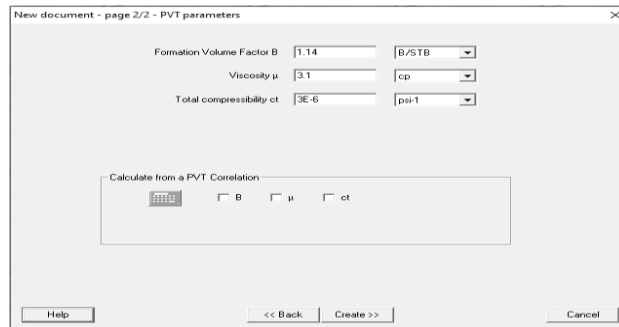 New document - page 2/2 - PVT parameters
Formation Volume Factor B 1.14 B/STB
Viscosity μ 3.1 cp
Total compressibility ct 3E-6 psi-1
Calculate from a PVT Correlation
B μ ct
Help << Back Create >> Cancel